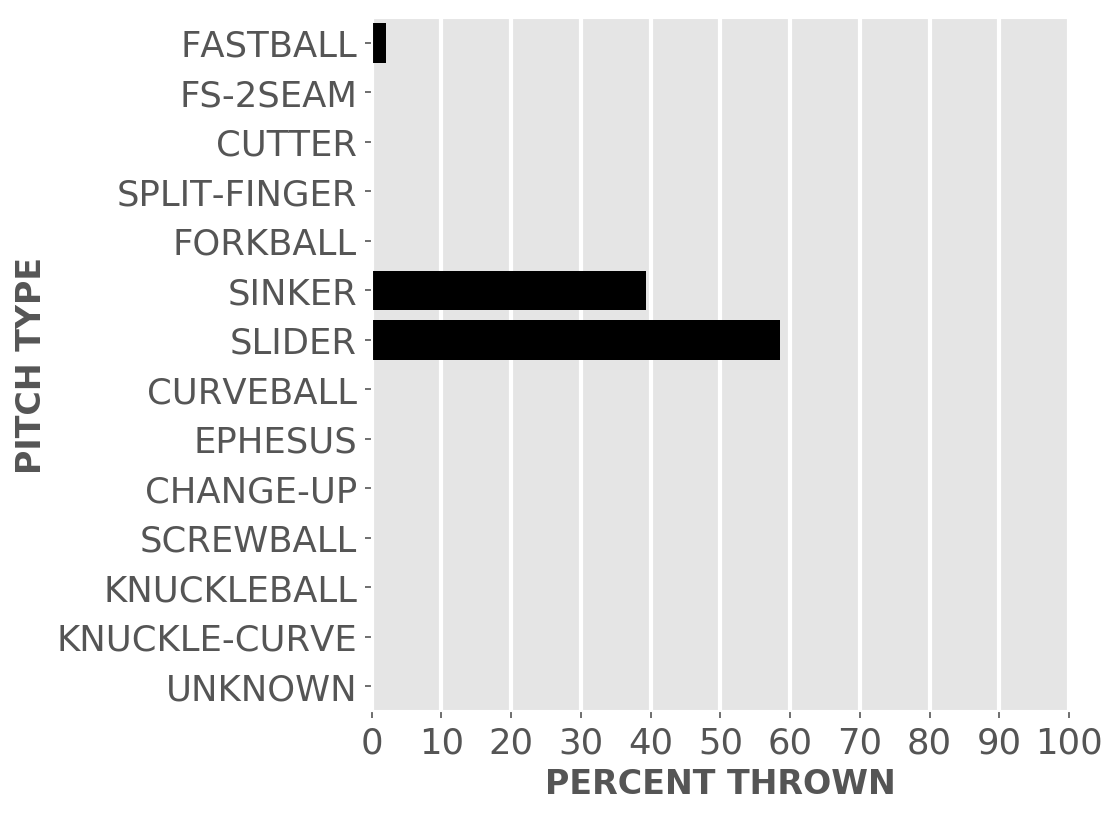 FASTBALL
FS-2SEAM
CUTTER
SPLIT-FINGER
FORKBALL
SINKER
SLIDER
CURVEBALL
EPHESUS
CHANGE-UP
SCREWBALL
KNUCKLEBALL
KNUCKLE-CURVE
UNKNOWN
PITCH TYPE
0 10 20 30 40 50 60 70 80 90 100
PERCENT THROWN